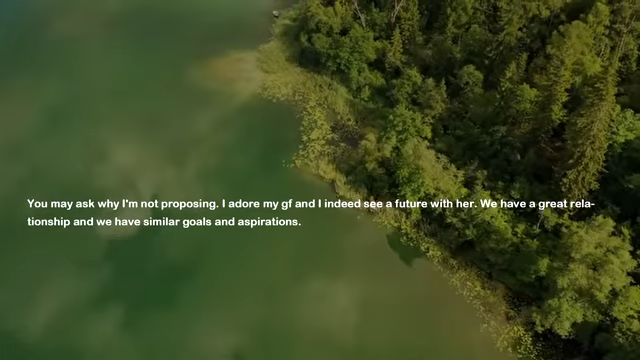 You may ask why I'm not proposing. I adore my gf and I indeed see a future with her. We have a great rela-
tionship and we have similar goals and aspirations.